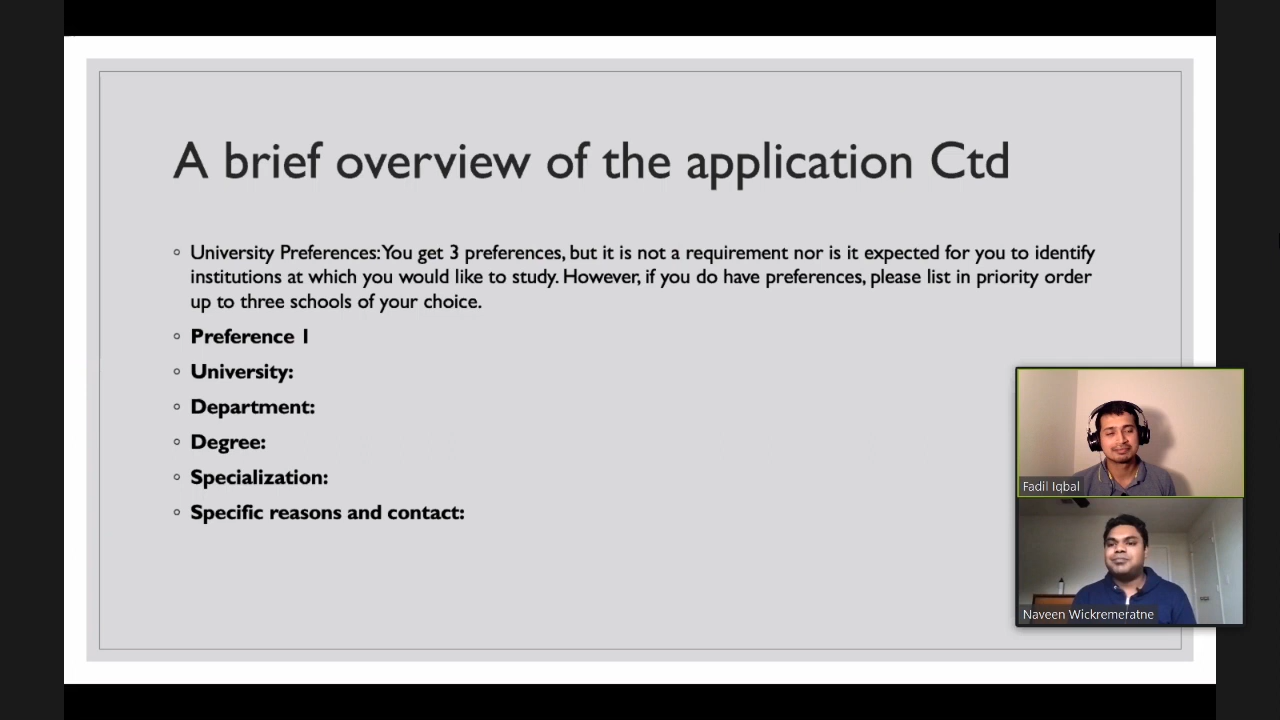 A brief overview of the application Ctd
University Preferences: You get 3 preferences, but it is not a requirement nor is it expected for you to identify
institutions at which you would like to study. However, if you do have preferences, please list in priority order
up to three schools of your choice.
Preference 1
University:
Department:
Degree:
Specialization:
Specific reasons and contact:
Fadil Iqbal
Naveen Wickremeratne